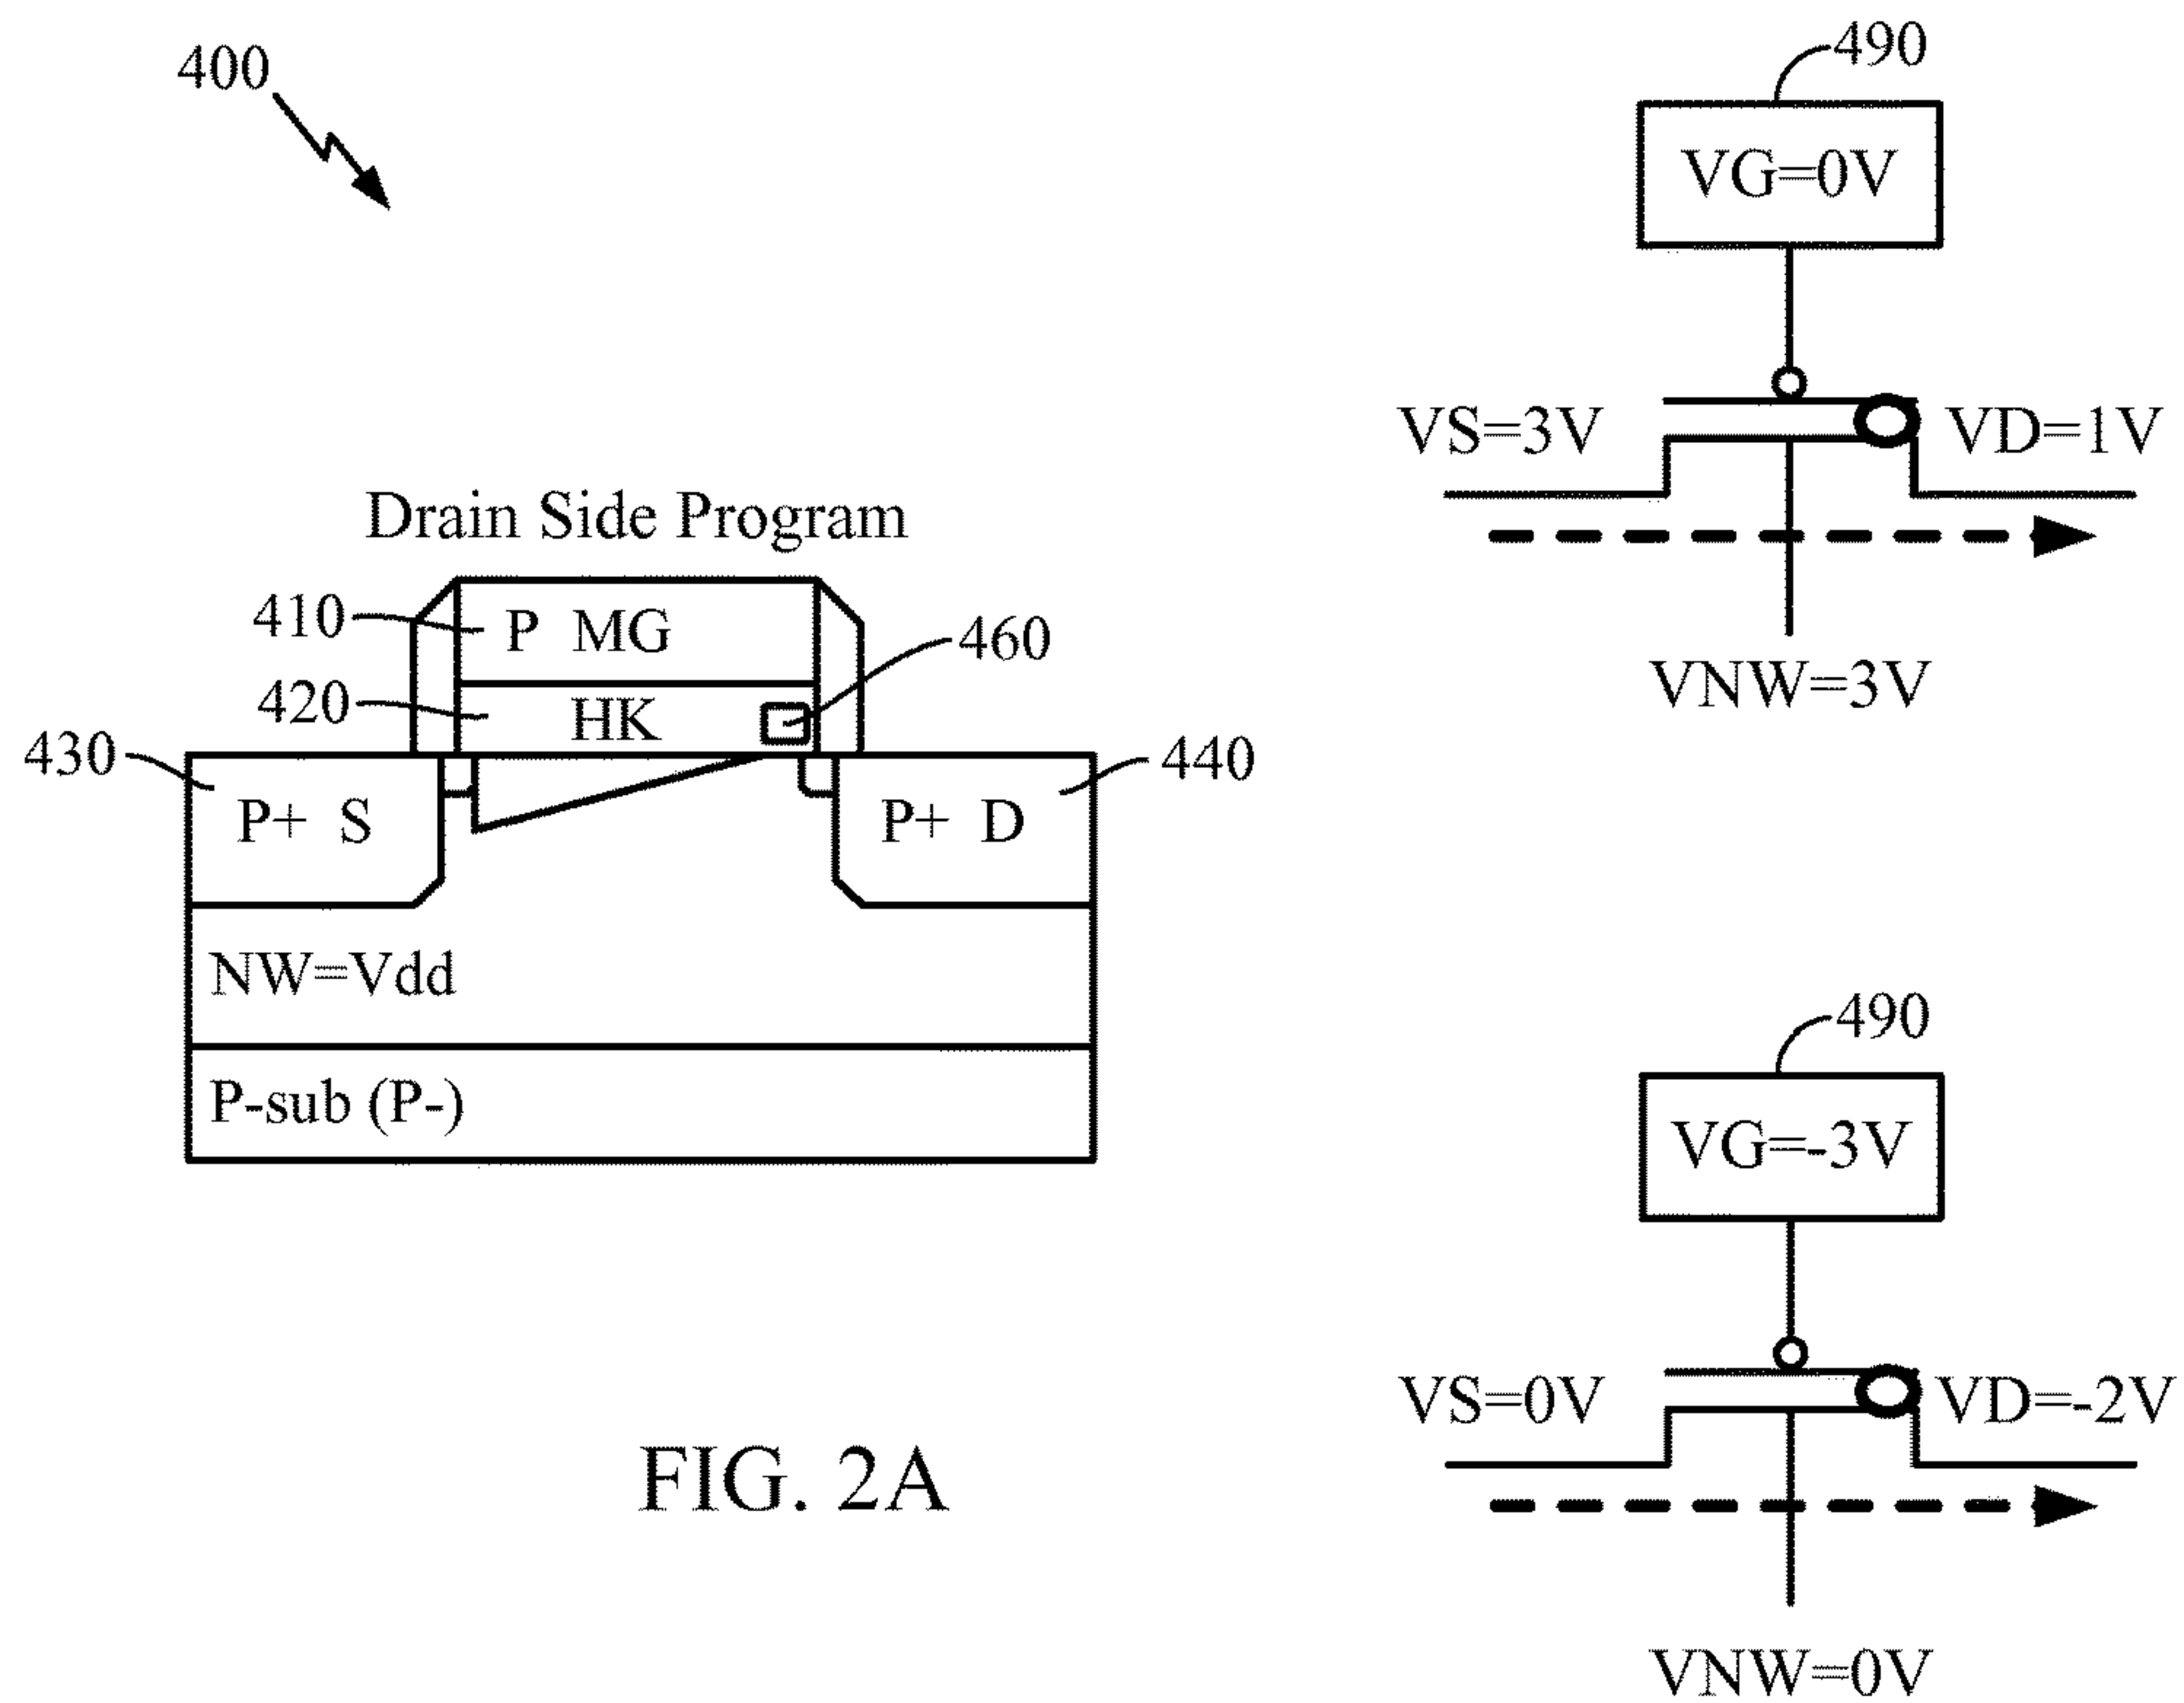 400
Drain Side Program
410
P MG
460
420
HK
430
440
P+ S
P+ D
NW=Vdd
P-sub (P-)
FIG. 2A
490
VG=0V
VS=3V
VD=1V
VNW=3V
490
VG=-3V
VS=0V
VD=-2V
VNW=0V